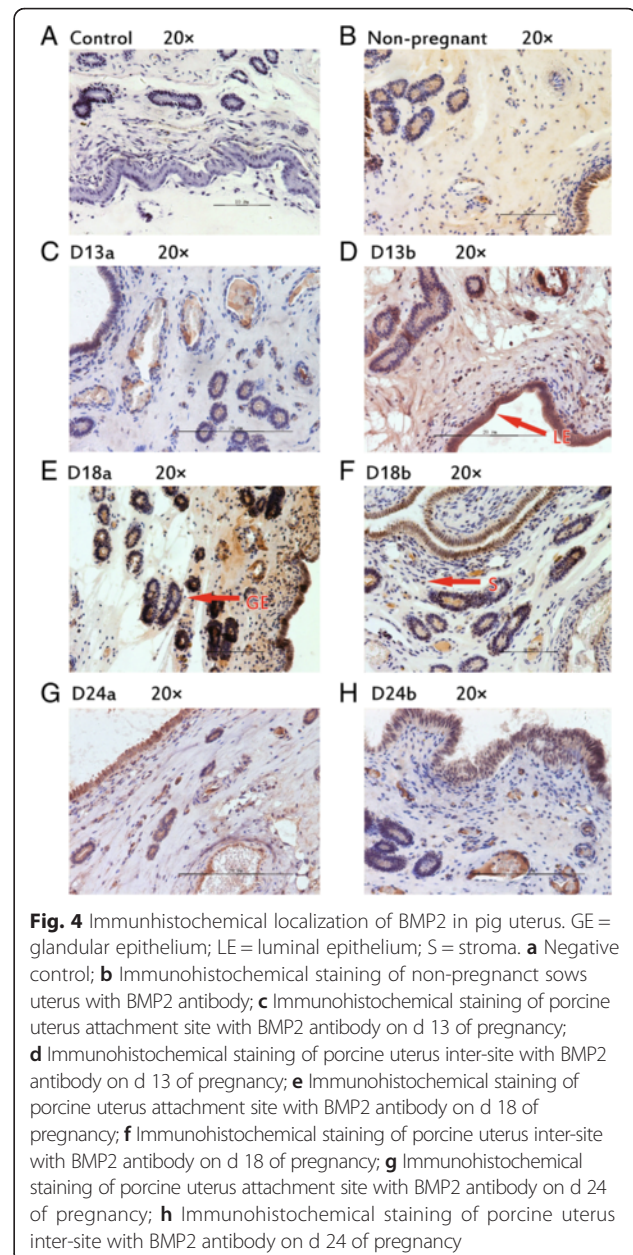 A Control 20×
B Non-pregnant 20×
C D13a 20×
D D13b 20×
LE
E D18a 20×
F D18b 20×
GE
S
G D24a 20×
H D24b 20×
Fig. 4 Immunhistochemical localization of BMP2 in pig uterus. GE =
glandular epithelium; LE = luminal epithelium; S = stroma. a Negative
control; b Immunohistochemical staining of non-pregnanct sows
uterus with BMP2 antibody; c Immunohistochemical staining of porcine
uterus attachment site with BMP2 antibody on d 13 of pregnancy;
d Immunohistochemical staining of porcine uterus inter-site with BMP2
antibody on d 13 of pregnancy; e Immunohistochemical staining of
porcine uterus attachment site with BMP2 antibody on d 18 of
pregnancy; f Immunohistochemical staining of porcine uterus inter-site
with BMP2 antibody on d 18 of pregnancy; g Immunohistochemical
staining of porcine uterus attachment site with BMP2 antibody on d 24
of pregnancy; h Immunohistochemical staining of porcine uterus
inter-site with BMP2 antibody on d 24 of pregnancy